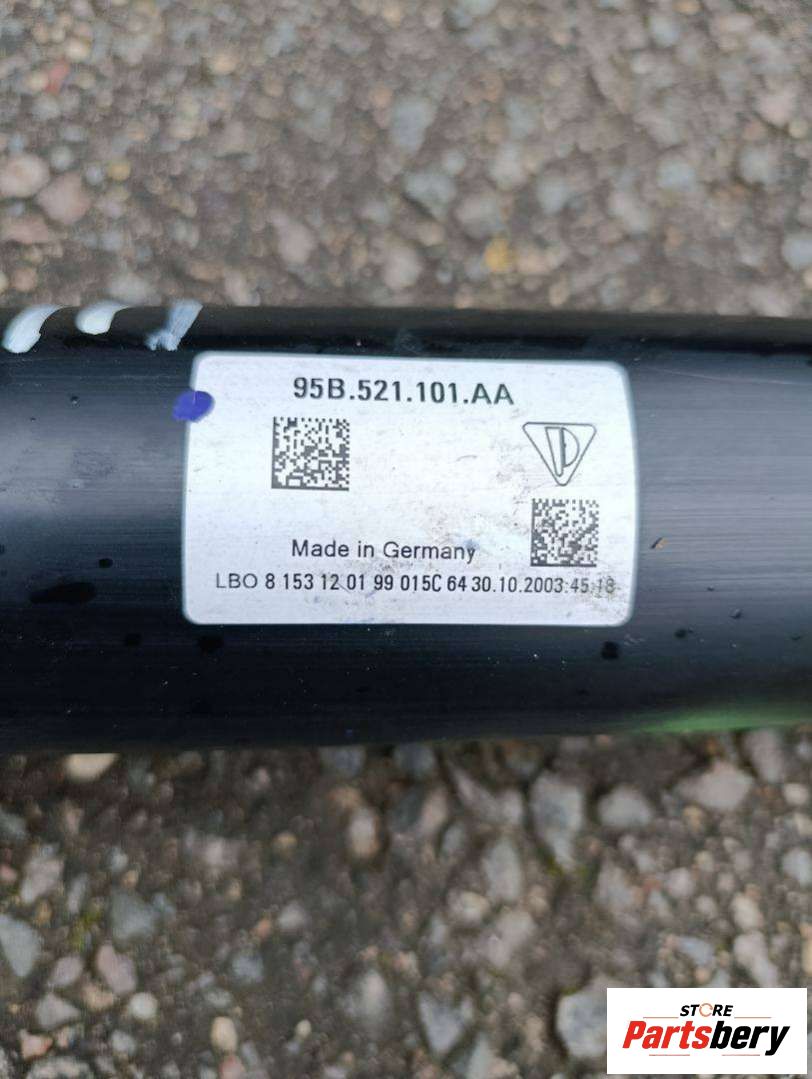 95B.521.101.AA
Made in Germany
LBO 8 153 12 01 99 015C 64 30.10.2003:45:18
STORE
Partsbery